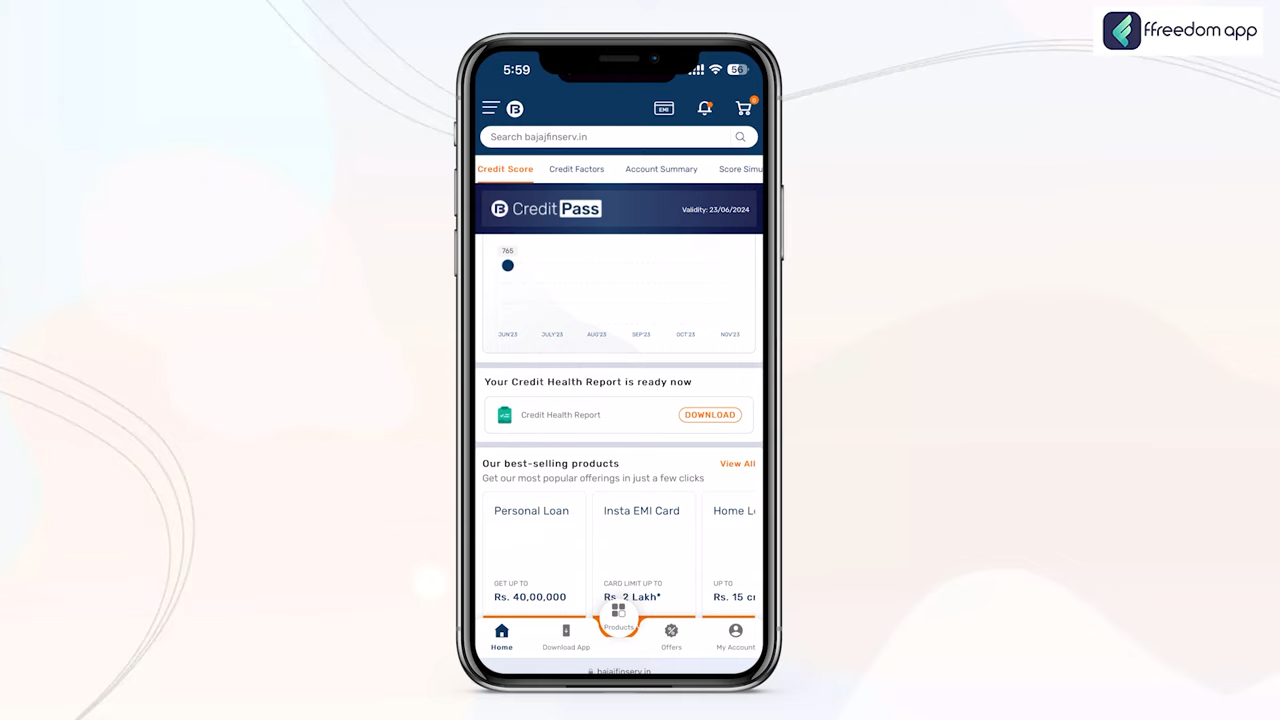 ffreedom app
5:59
56
B
EMI
0
Search bajajfinserv.in
Credit Score Credit Factors Account Summary Score Simu
B Credit Pass Validity: 23/06/2024
765
JUN'23 JULY'23 AUG'23 SEP'23 OCT'23 NOV'23
Your Credit Health Report is ready now
Credit Health Report DOWNLOAD
Our best-selling products View All
Get our most popular offerings in just a few clicks
Personal Loan Insta EMI Card Home Lo
GET UP TO CARD LIMIT UP TO UP TO
Rs. 40,00,000 Rs. 2 Lakh* Rs. 15 cr
Products
Home Download App Offers My Account
bajajfinserv.in